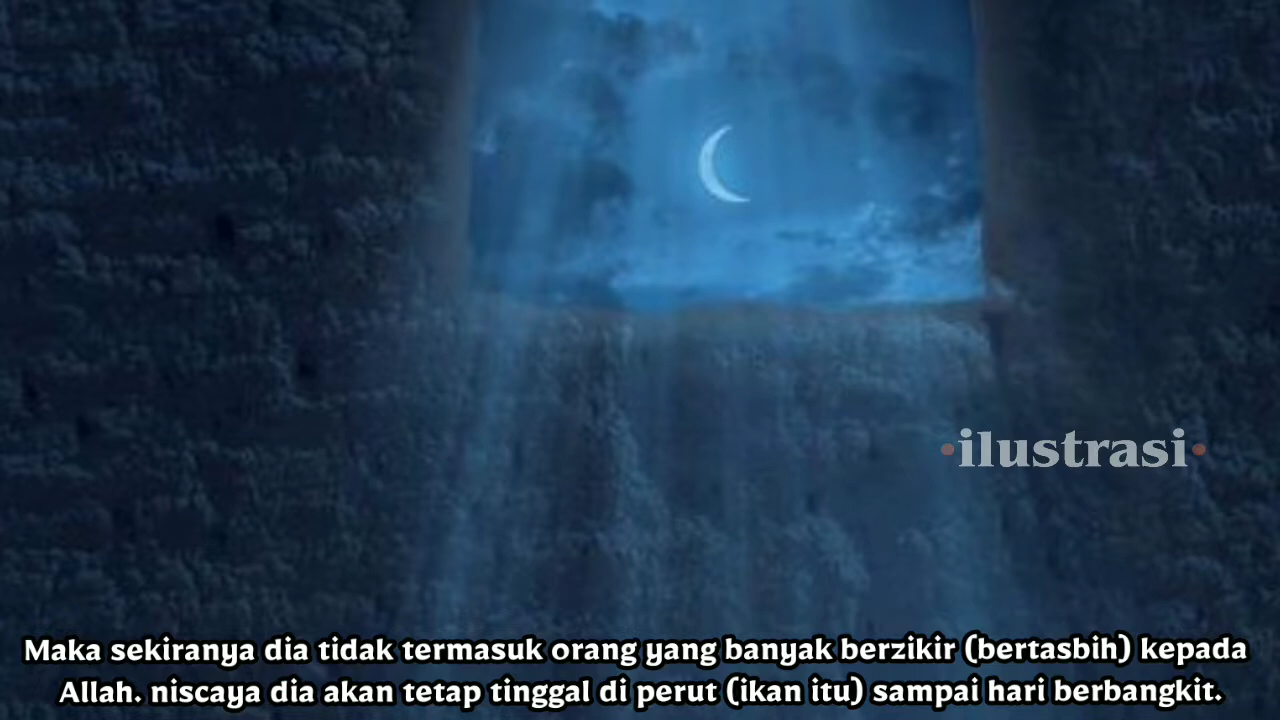 •ilustrasi•
Maka sekiranya dia tidak termasuk orang yang banyak berzikir (bertasbih) kepada
Allah. niscaya dia akan tetap tinggal di perut (ikan itu) sampai hari berbangkit.